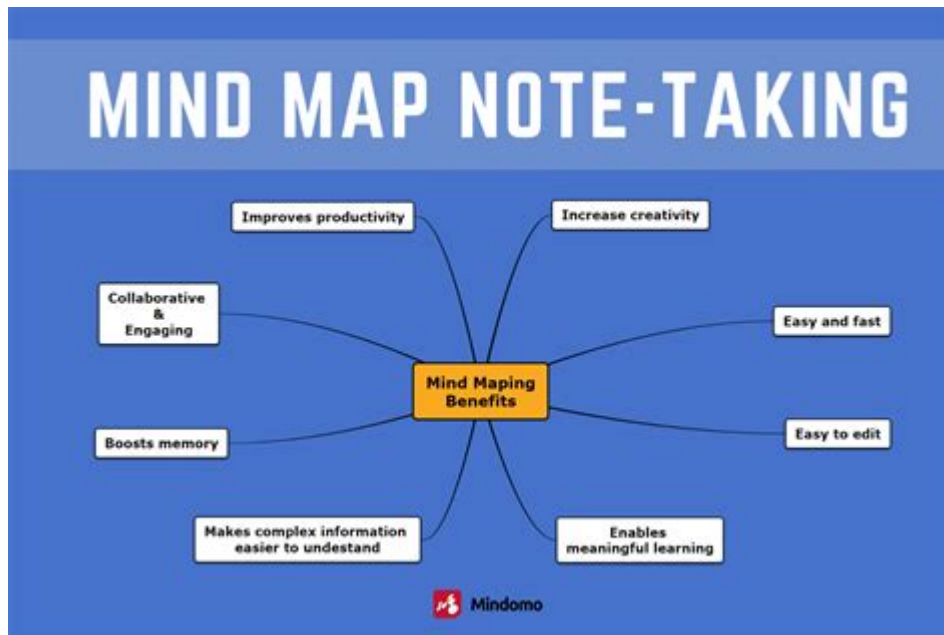 MIND MAP NOTE-TAKING
Improves productivity
Increase creativity
Collaborative
&
Engaging
Easy and fast
Mind Maping
Benefits
Boosts memory
Easy to edit
Makes complex information
easier to undestand
Enables
meaningful learning
Mindomo